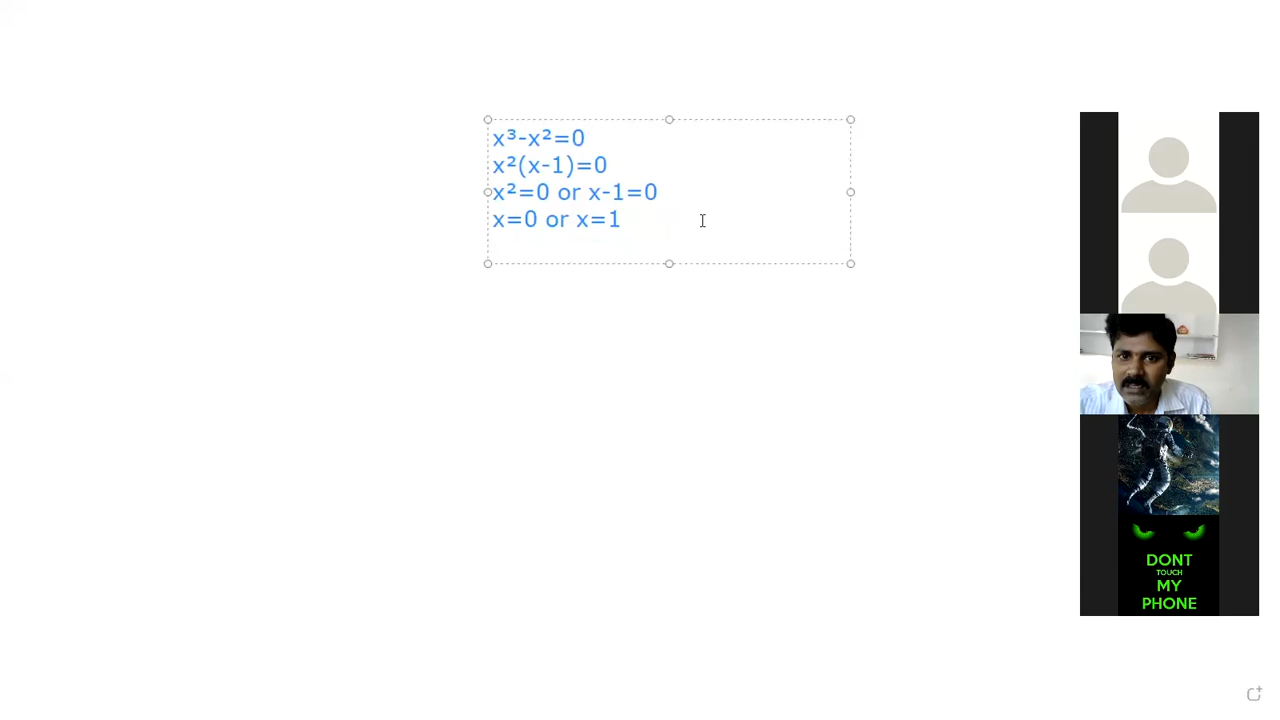 x³-x²=0
x²(x-1)=0
x²=0 or x-1=0
x=0 or x=1
DONT
TOUCH
MY
PHONE